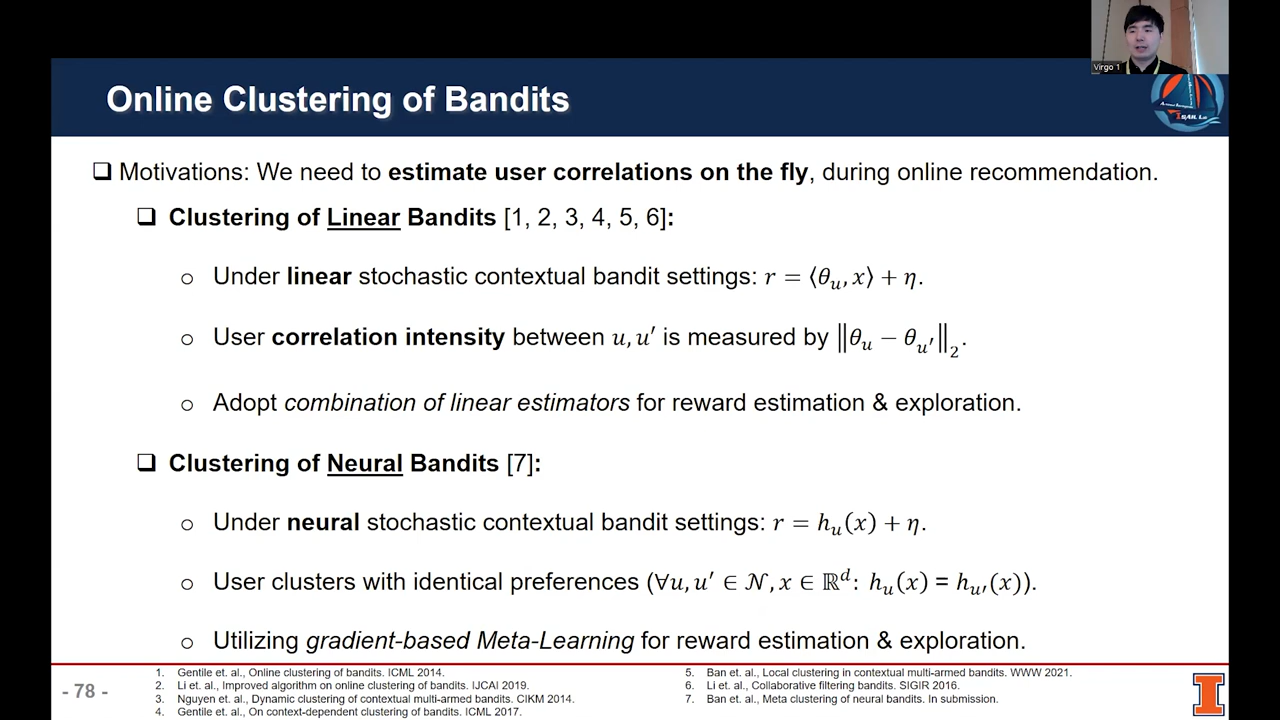 Virgo 1
Online Clustering of Bandits
Motivations: We need to estimate user correlations on the fly, during online recommendation.
Clustering of Linear Bandits [1, 2, 3, 4, 5, 6]:
Under linear stochastic contextual bandit settings: r = ⟨θ_u, x⟩ + η.
User correlation intensity between u, u′ is measured by ‖θ_u − θ_u′‖_2.
Adopt combination of linear estimators for reward estimation & exploration.
Clustering of Neural Bandits [7]:
Under neural stochastic contextual bandit settings: r = h_u(x) + η.
User clusters with identical preferences (∀u, u′ ∈ 𝒩, x ∈ ℝ^d: h_u(x) = h_u′(x)).
Utilizing gradient-based Meta-Learning for reward estimation & exploration.
- 78 -
1. Gentile et. al., Online clustering of bandits. ICML 2014.
2. Li et. al., Improved algorithm on online clustering of bandits. IJCAI 2019.
3. Nguyen et. al., Dynamic clustering of contextual multi-armed bandits. CIKM 2014.
4. Gentile et. al., On context-dependent clustering of bandits. ICML 2017.
5. Ban et. al., Local clustering in contextual multi-armed bandits. WWW 2021.
6. Li et. al., Collaborative filtering bandits. SIGIR 2016.
7. Ban et. al., Meta clustering of neural bandits. In submission.